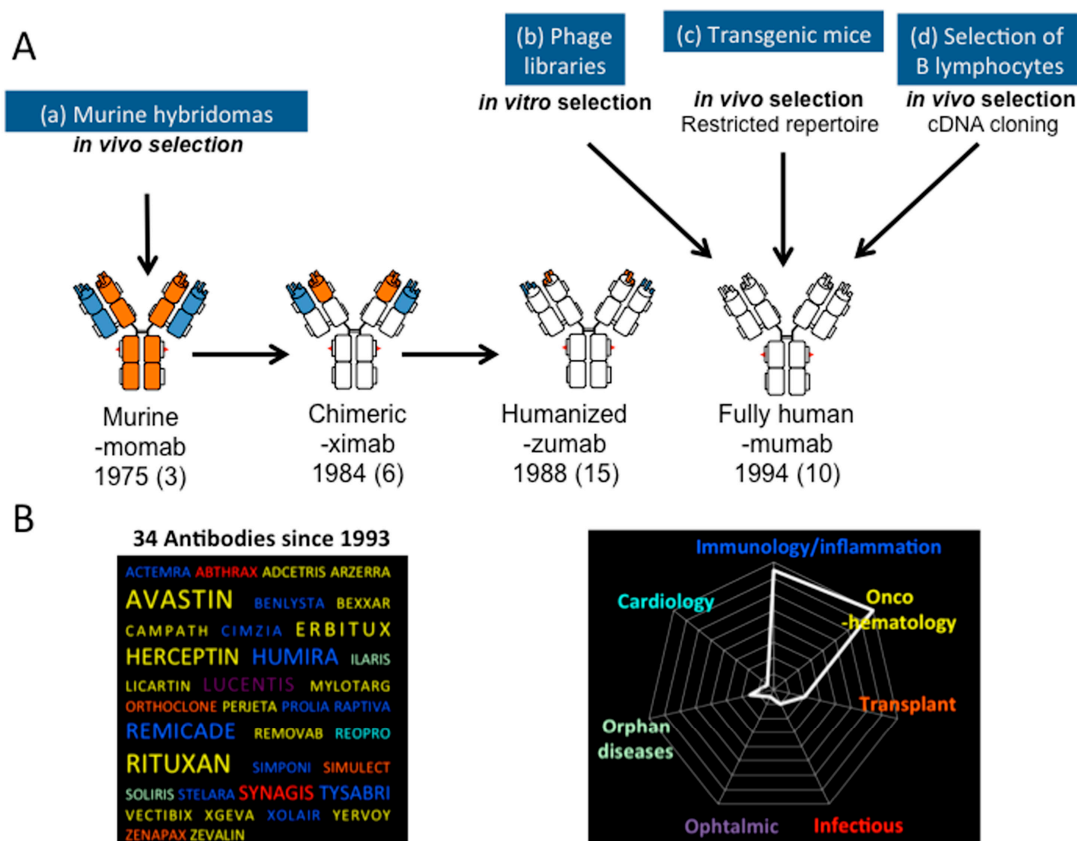 A
(a) Murine hybridomas
in vivo selection
(b) Phage
libraries
in vitro selection
(c) Transgenic mice
in vivo selection
Restricted repertoire
(d) Selection of
B lymphocytes
in vivo selection
cDNA cloning
Murine
-momab
1975 (3)
Chimeric
-ximab
1984 (6)
Humanized
-zumab
1988 (15)
Fully human
-mumab
1994 (10)
B
34 Antibodies since 1993
ACTEMRA ABTHRAX ADCETRIS ARZERRA
AVASTIN BENLYSTA BEXXAR
CAMPATH CIMZIA ERBITUX
HERCEPTIN HUMIRA ILARIS
LICARTIN LUCENTIS MYLOTARG
ORTHOCLONE PERJETA PROLIA RAPTIVA
REMICADE REMOVAB REOPRO
RITUXAN SIMPONI SIMULECT
SOLIRIS STELARA SYNAGIS TYSABRI
VECTIBIX XGEVA XOLAIR YERVOY
ZENAPAX ZEVALIN
Immunology/inflammation
Cardiology
Onco
-hematology
Transplant
Orphan
diseases
Ophtalmic
Infectious